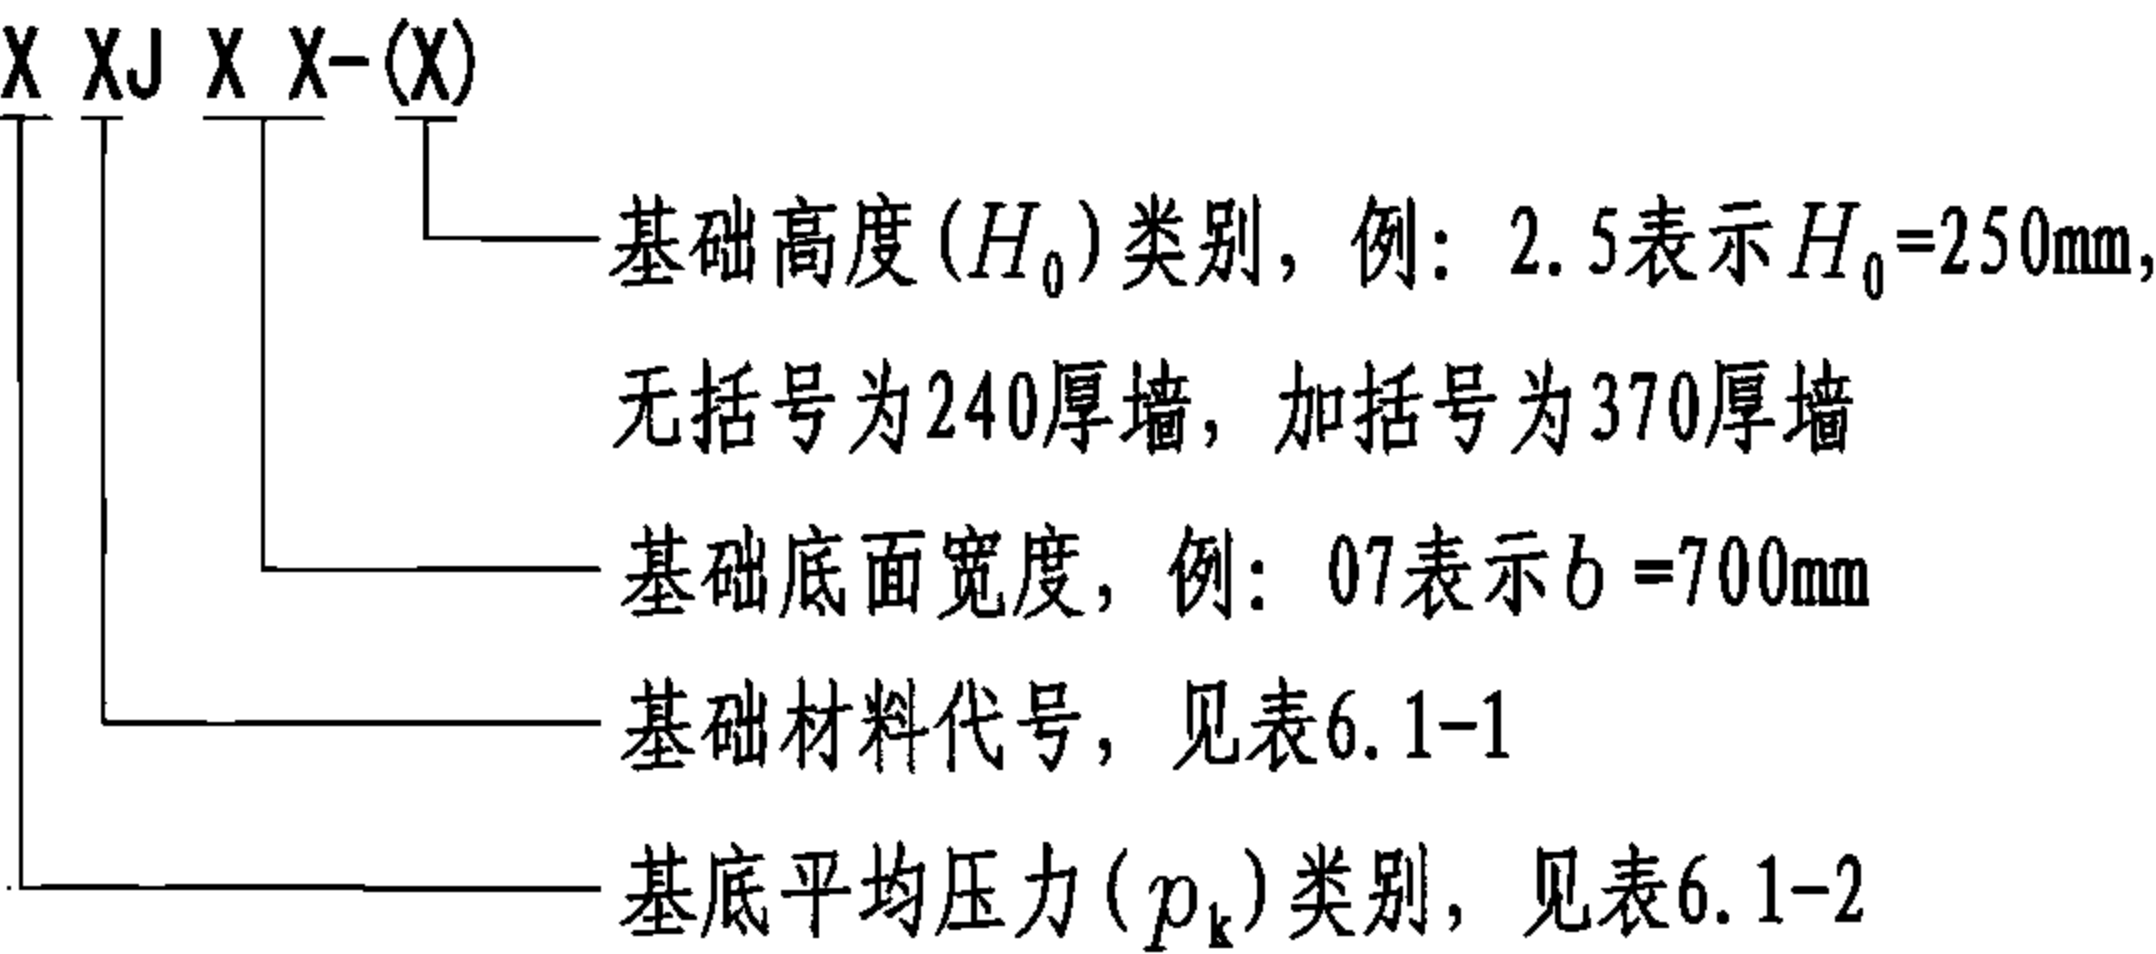 X XJ X X-(X)
基础高度(H0)类别，例：2.5表示H0=250mm，
无括号为240厚墙，加括号为370厚墙
基础底面宽度，例：07表示b=700mm
基础材料代号，见表6.1-1
基底平均压力(pk)类别，见表6.1-2